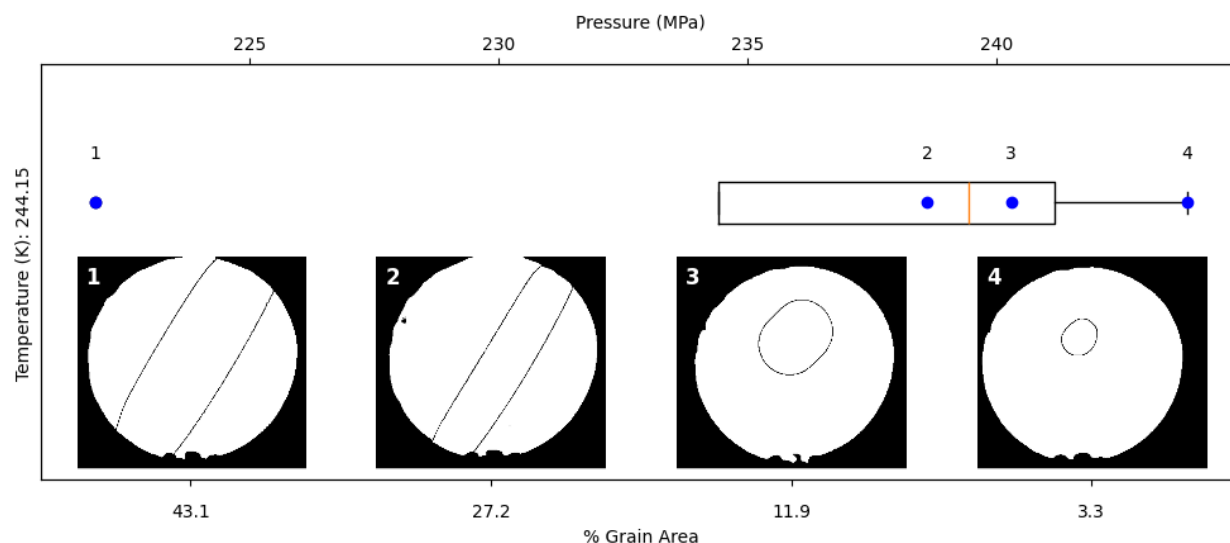 Pressure (MPa)
225 230 235 240
1 2 3 4
Temperature (K): 244.15
1 2 3 4
43.1 27.2 11.9 3.3
% Grain Area